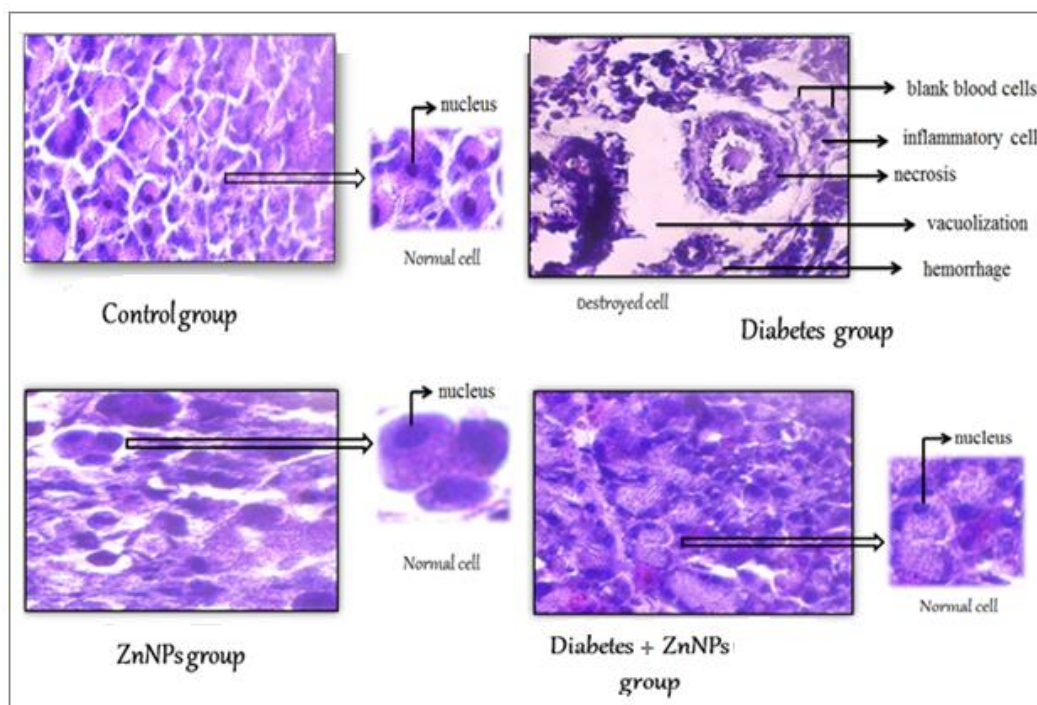 nucleus
Normal cell
Control group
blank blood cells
inflammatory cell
necrosis
vacuolization
hemorrhage
Destroyed cell
Diabetes group
nucleus
Normal cell
ZnNPs group
nucleus
Normal cell
Diabetes + ZnNPs
group